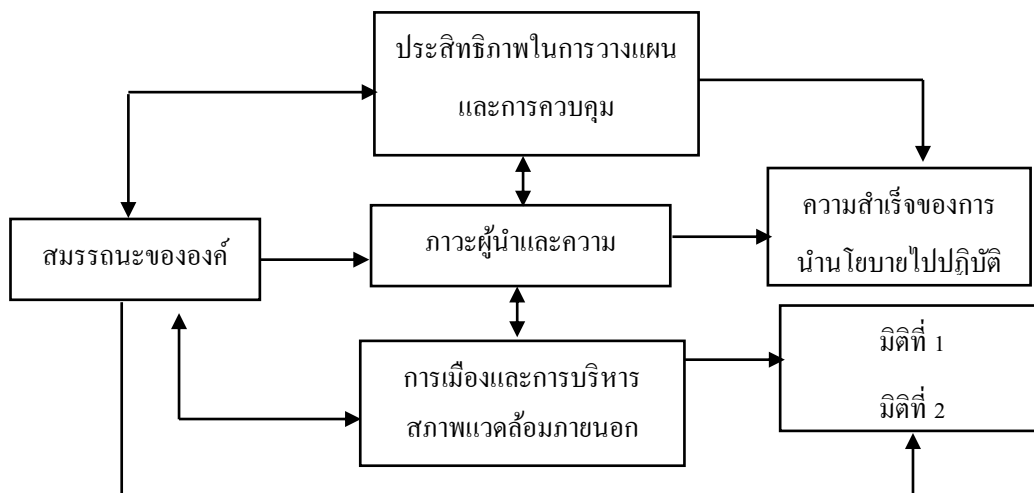 ประสิทธิภาพในการวางแผน
และการควบคุม
สมรรถนะขององค์
ภาวะผู้นำและความ
ความสำเร็จของการ
นำนโยบายไปปฏิบัติ
การเมืองและการบริหาร
สภาพแวดล้อมภายนอก
มิติที่ 1
มิติที่ 2